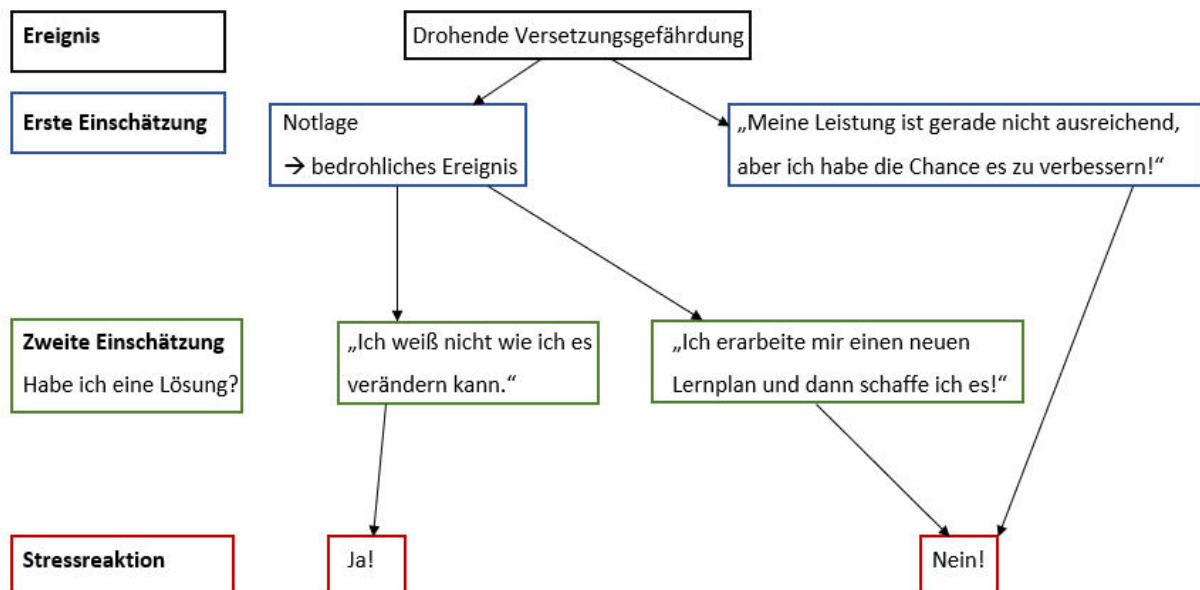 Ereignis
Drohende Versetzungsgefährdung
Erste Einschätzung
Notlage
→ bedrohliches Ereignis
„Meine Leistung ist gerade nicht ausreichend,
aber ich habe die Chance es zu verbessern!“
Zweite Einschätzung
Habe ich eine Lösung?
„Ich weiß nicht wie ich es
verändern kann.“
„Ich erarbeite mir einen neuen
Lernplan und dann schaffe ich es!“
Stressreaktion
Ja!
Nein!